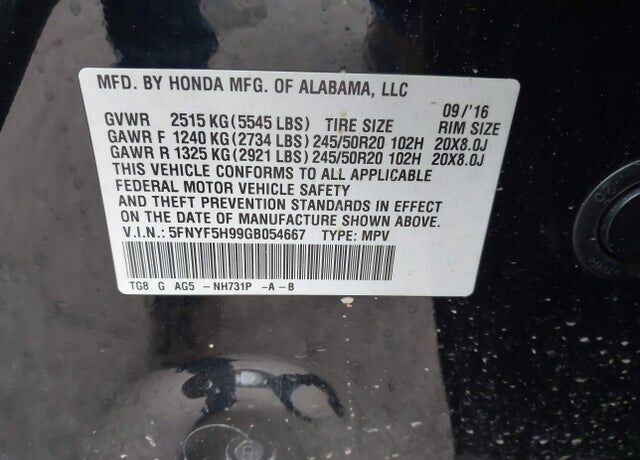 MFD. BY HONDA MFG. OF ALABAMA, LLC
09/'16
GVWR 2515 KG (5545 LBS) TIRE SIZE RIM SIZE
GAWR F 1240 KG (2734 LBS) 245/50R20 102H 20X8.0J
GAWR R 1325 KG (2921 LBS) 245/50R20 102H 20X8.0J
THIS VEHICLE CONFORMS TO ALL APPLICABLE
FEDERAL MOTOR VEHICLE SAFETY
AND THEFT PREVENTION STANDARDS IN EFFECT
ON THE DATE OF MANUFACTURE SHOWN ABOVE.
V.I.N.: 5FNYF5H99GB054667 TYPE: MPV
TG8 G AG5 - NH731P - A - B